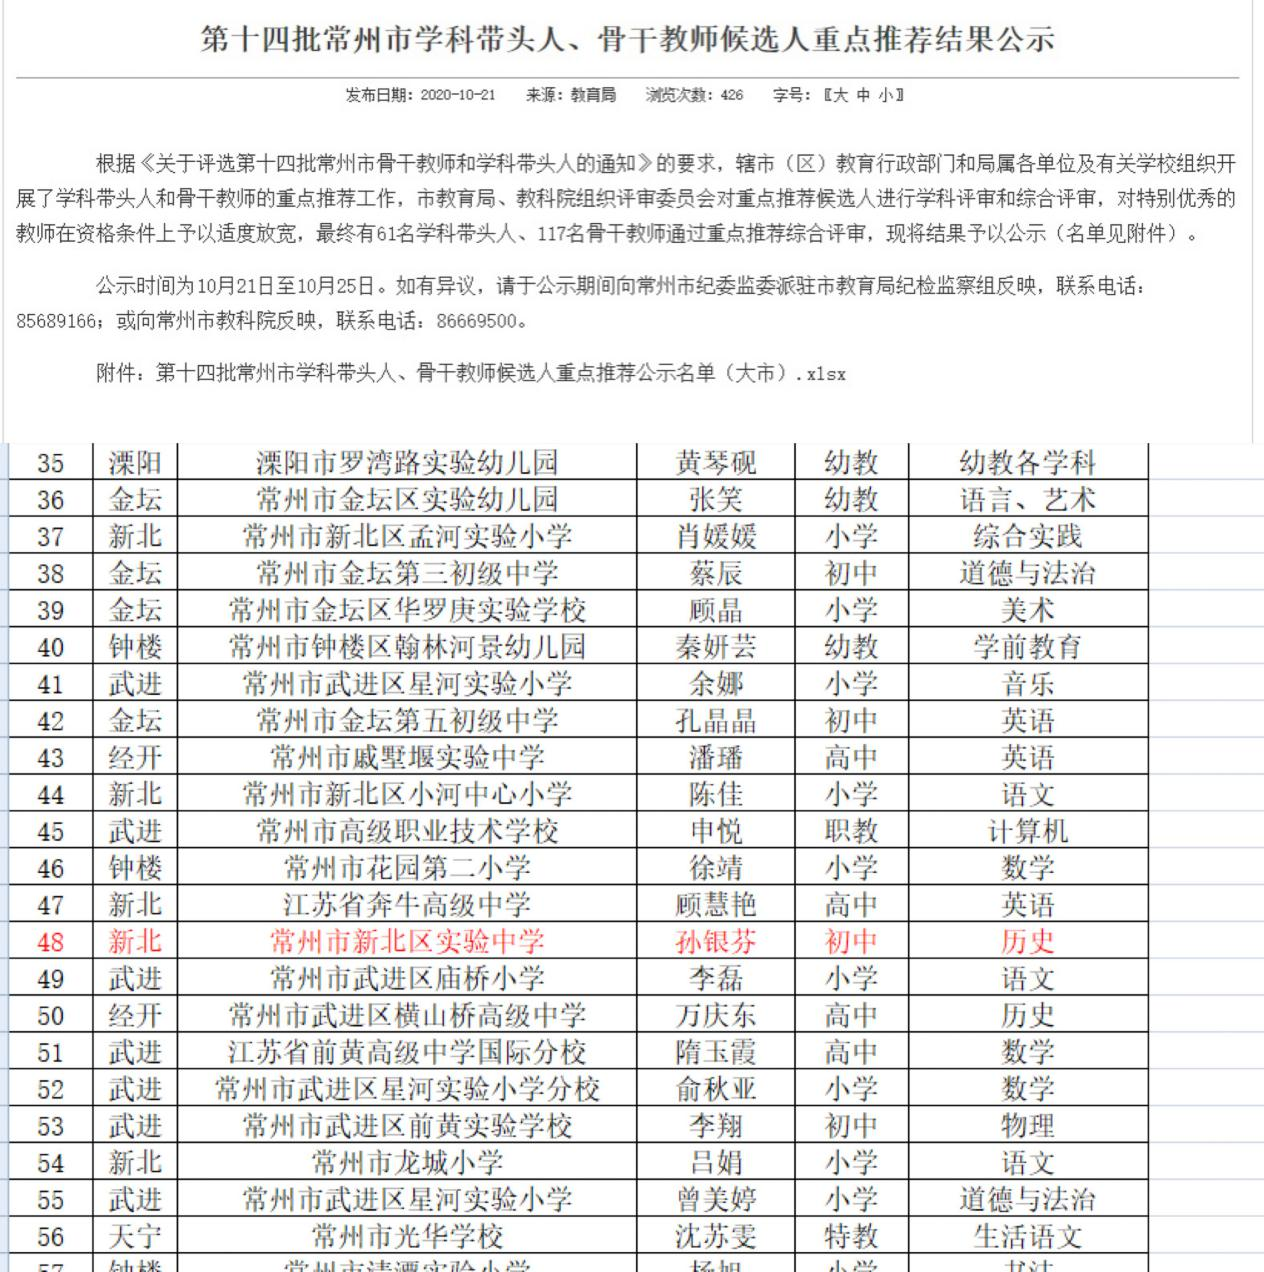 第十四批常州市学科带头人、骨干教师候选人重点推荐结果公示
发布日期：2020-10-21 来源：教育局 浏览次数：426 字号：〖大 中 小〗
根据《关于评选第十四批常州市骨干教师和学科带头人的通知》的要求，辖市（区）教育行政部门和局属各单位及有关学校组织开
展了学科带头人和骨干教师的重点推荐工作，市教育局、教科院组织评审委员会对重点推荐候选人进行学科评审和综合评审，对特别优秀的
教师在资格条件上予以适度放宽，最终有61名学科带头人、117名骨干教师通过重点推荐综合评审，现将结果予以公示（名单见附件）。
公示时间为10月21日至10月25日。如有异议，请于公示期间向常州市纪委监委派驻市教育局纪检监察组反映，联系电话：
85689166；或向常州市教科院反映，联系电话：86669500。
附件：第十四批常州市学科带头人、骨干教师候选人重点推荐公示名单（大市）.xlsx
35 溧阳 溧阳市罗湾路实验幼儿园 黄琴砚 幼教 幼教各学科
36 金坛 常州市金坛区实验幼儿园 张笑 幼教 语言、艺术
37 新北 常州市新北区孟河实验小学 肖媛媛 小学 综合实践
38 金坛 常州市金坛第三初级中学 蔡辰 初中 道德与法治
39 金坛 常州市金坛区华罗庚实验学校 顾晶 小学 美术
40 钟楼 常州市钟楼区翰林河景幼儿园 秦妍芸 幼教 学前教育
41 武进 常州市武进区星河实验小学 余娜 小学 音乐
42 金坛 常州市金坛第五初级中学 孔晶晶 初中 英语
43 经开 常州市戚墅堰实验中学 潘璠 高中 英语
44 新北 常州市新北区小河中心小学 陈佳 小学 语文
45 武进 常州市高级职业技术学校 申悦 职教 计算机
46 钟楼 常州市花园第二小学 徐靖 小学 数学
47 新北 江苏省奔牛高级中学 顾慧艳 高中 英语
48 新北 常州市新北区实验中学 孙银芬 初中 历史
49 武进 常州市武进区庙桥小学 李磊 小学 语文
50 经开 常州市武进区横山桥高级中学 万庆东 高中 历史
51 武进 江苏省前黄高级中学国际分校 隋玉霞 高中 数学
52 武进 常州市武进区星河实验小学分校 俞秋亚 小学 数学
53 武进 常州市武进区前黄实验学校 李翔 初中 物理
54 新北 常州市龙城小学 吕娟 小学 语文
55 武进 常州市武进区星河实验小学 曾美婷 小学 道德与法治
56 天宁 常州市光华学校 沈苏雯 特教 生活语文
57 钟楼 常州市清潭实验小学 杨旭 小学 书法